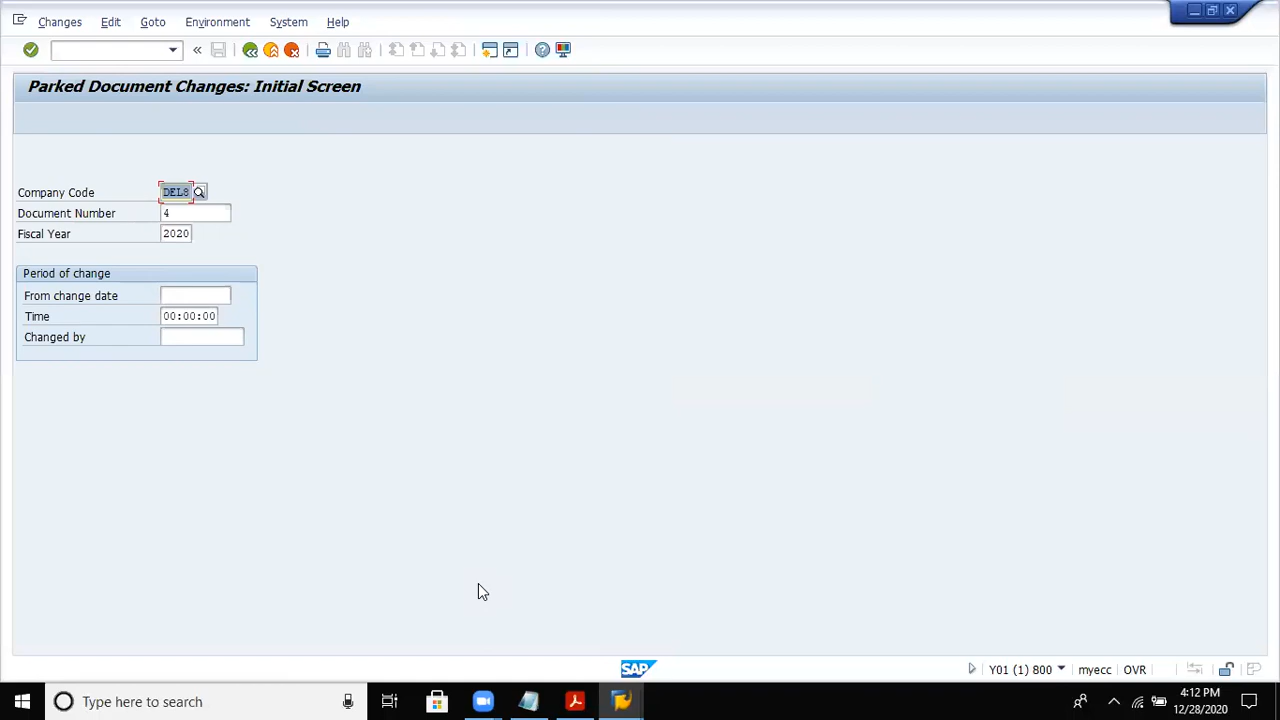 Changes Edit Goto Environment System Help
Parked Document Changes: Initial Screen
Company Code DEL8
Document Number 4
Fiscal Year 2020
Period of change
From change date
Time 00:00:00
Changed by
SAP
Y01 (1) 800 myecc OVR
Type here to search
4:12 PM
12/28/2020